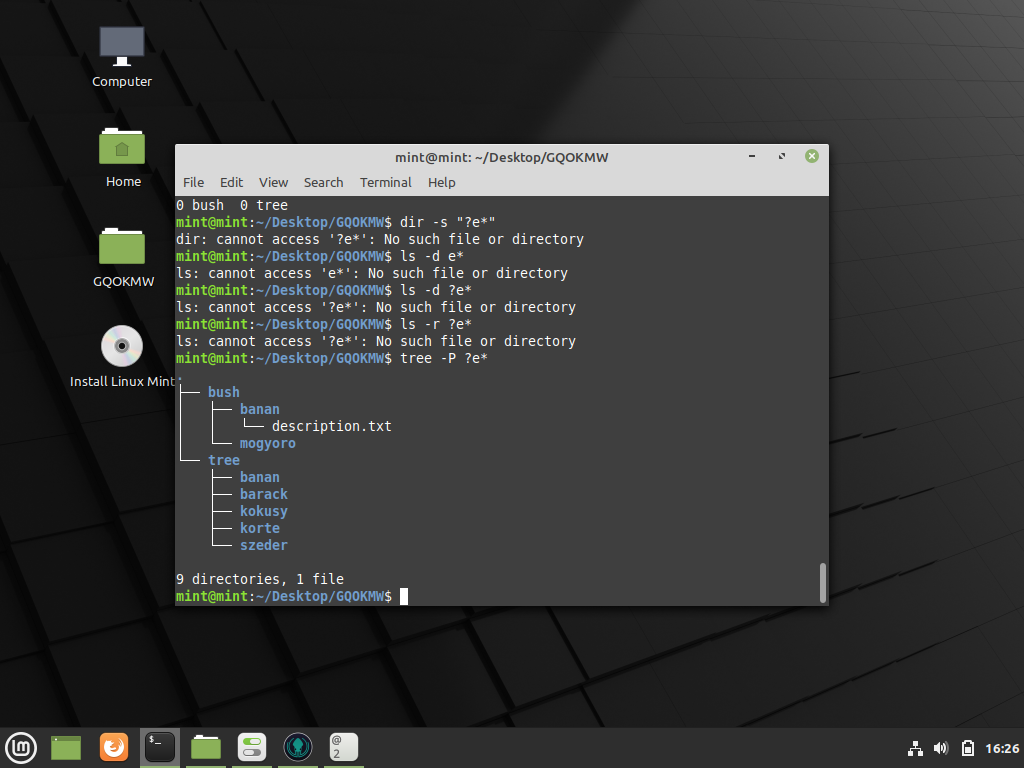 Computer
Home
GQOKMW
Install Linux Mint
mint@mint: ~/Desktop/GQOKMW
File Edit View Search Terminal Help
0 bush  0 tree
mint@mint:~/Desktop/GQOKMW$ dir -s "?e*"
dir: cannot access '?e*': No such file or directory
mint@mint:~/Desktop/GQOKMW$ ls -d e*
ls: cannot access 'e*': No such file or directory
mint@mint:~/Desktop/GQOKMW$ ls -d ?e*
ls: cannot access '?e*': No such file or directory
mint@mint:~/Desktop/GQOKMW$ ls -r ?e*
ls: cannot access '?e*': No such file or directory
mint@mint:~/Desktop/GQOKMW$ tree -P ?e*
.
├── bush
│   ├── banan
│   │   └── description.txt
│   └── mogyoro
└── tree
    ├── banan
    ├── barack
    ├── kokusy
    ├── korte
    └── szeder
9 directories, 1 file
mint@mint:~/Desktop/GQOKMW$
$_
@
2
16:26